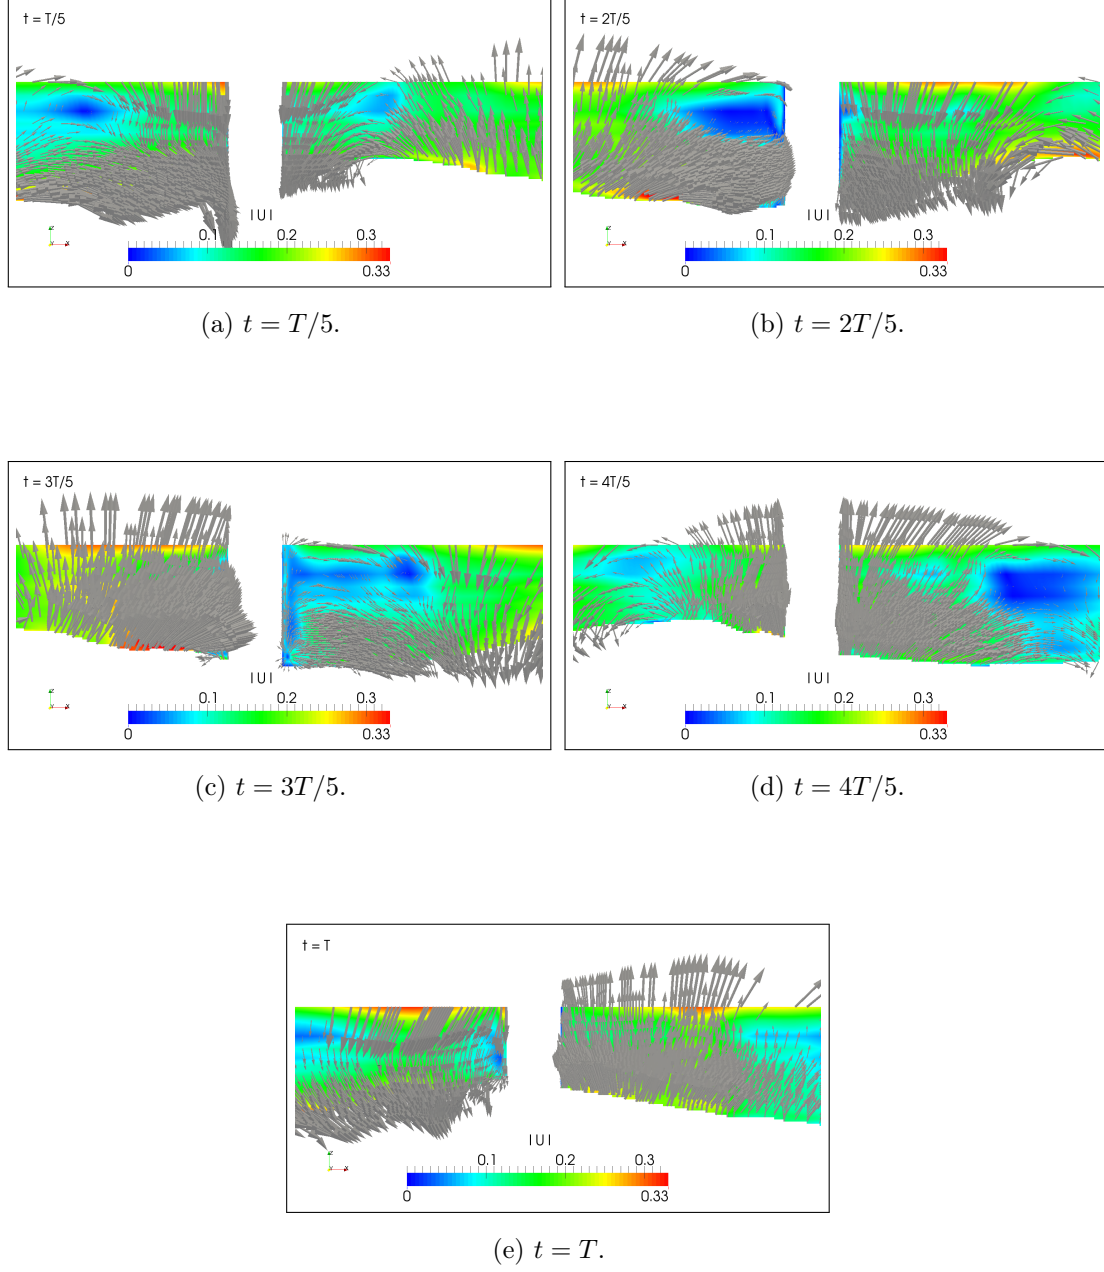 t = T/5
| U |
0.1 0.2 0.3
0 0.33
(a) t = T/5.
t = 2T/5
| U |
0.1 0.2 0.3
0 0.33
(b) t = 2T/5.
t = 3T/5
| U |
0.1 0.2 0.3
0 0.33
(c) t = 3T/5.
t = 4T/5
| U |
0.1 0.2 0.3
0 0.33
(d) t = 4T/5.
t = T
| U |
0.1 0.2 0.3
0 0.33
(e) t = T.